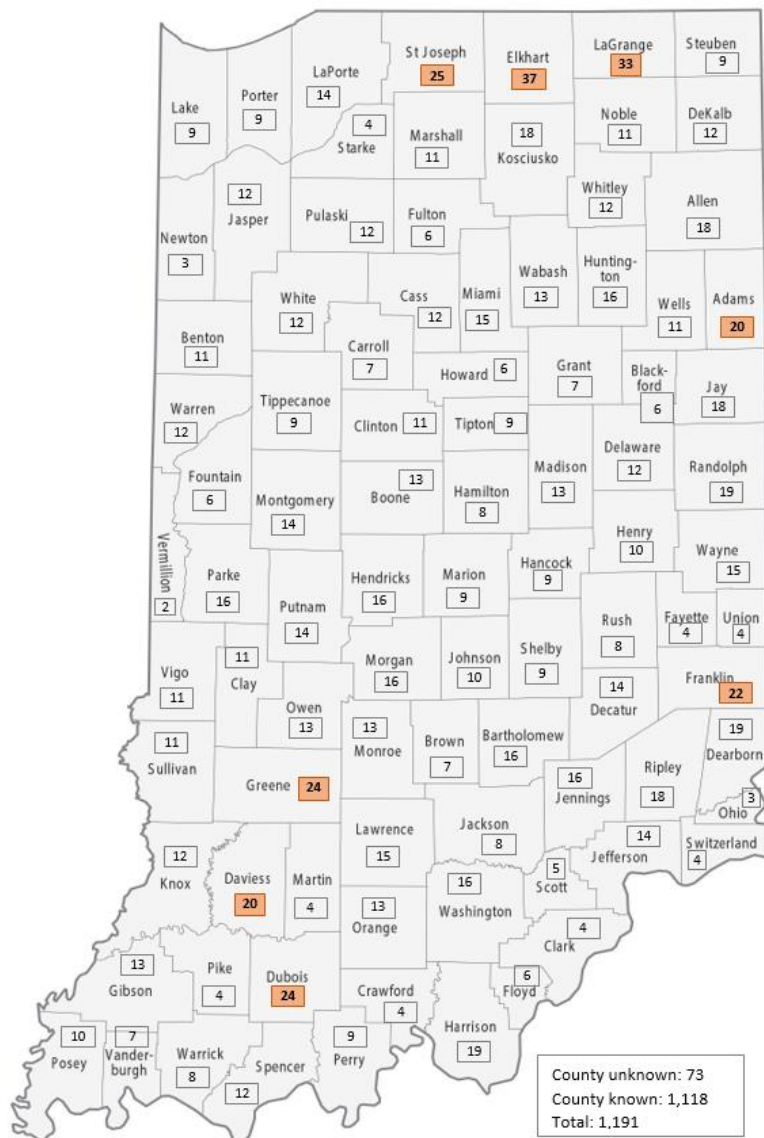 St Joseph
25
Elkhart
37
LaGrange
33
Steuben
9
LaPorte
14
Lake
9
Porter
9
4
Starke
Marshall
11
18
Kosciusko
Noble
11
DeKalb
12
12
Jasper
Newton
3
Pulaski
12
Fulton
6
Whitley
12
Allen
18
White
12
Cass
12
Miami
15
Wabash
13
Hunting-
ton
16
Wells
11
Adams
20
Benton
11
Carroll
7
Howard
6
Grant
7
Black-
ford
6
Jay
18
Warren
12
Tippecanoe
9
Clinton
11
Tipton
9
Madison
13
Delaware
12
Randolph
19
Fountain
6
Montgomery
14
13
Boone
Hamilton
8
Henry
10
Wayne
15
Vermillion
2
Parke
16
Putnam
14
Hendricks
16
Marion
9
Hancock
9
Rush
8
Fayette
4
Union
4
Vigo
11
11
Clay
Owen
13
Morgan
16
Johnson
10
Shelby
9
14
Decatur
Franklin
22
11
Sullivan
Greene
24
13
Monroe
Brown
7
Bartholomew
16
16
Jennings
Ripley
18
19
Dearborn
3
Ohio
12
Knox
Daviess
20
Martin
4
Lawrence
15
Jackson
8
14
Jefferson
Switzerland
4
13
Orange
16
Washington
5
Scott
4
Clark
13
Gibson
Pike
4
Dubois
24
Crawford
4
6
Floyd
Harrison
19
10
Posey
7
Vander-
burgh
Warrick
8
Spencer
12
9
Perry
County unknown: 73
County known: 1,118
Total: 1,191